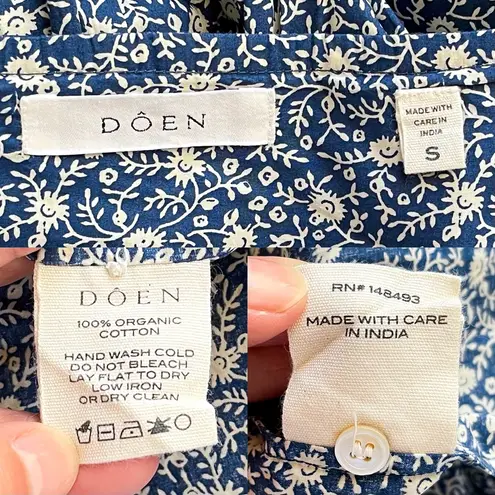 DÔEN
MADE WITH
CARE IN
INDIA
S
DÔEN
100% ORGANIC
COTTON
HAND WASH COLD
DO NOT BLEACH
LAY FLAT TO DRY
LOW IRON
OR DRY CLEAN
RN# 148493
MADE WITH CARE
IN INDIA